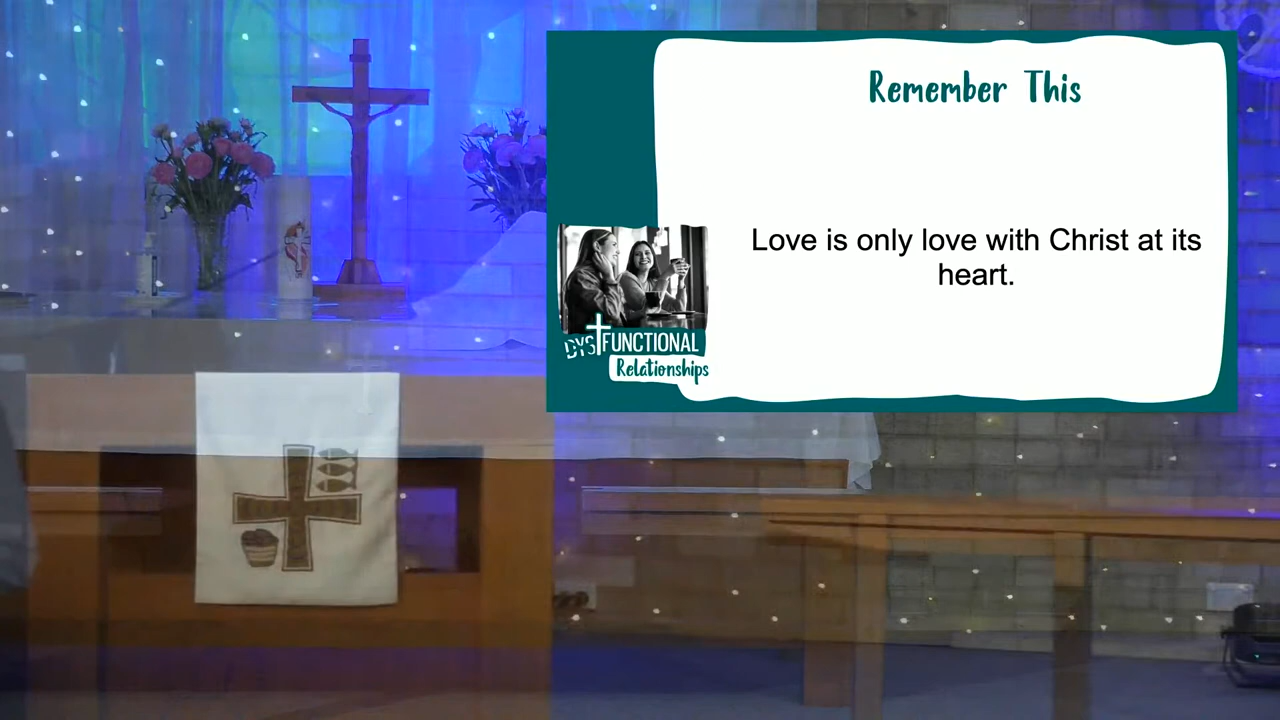 Remember This
Love is only love with Christ at its
heart.
DYSFUNCTIONAL
Relationships